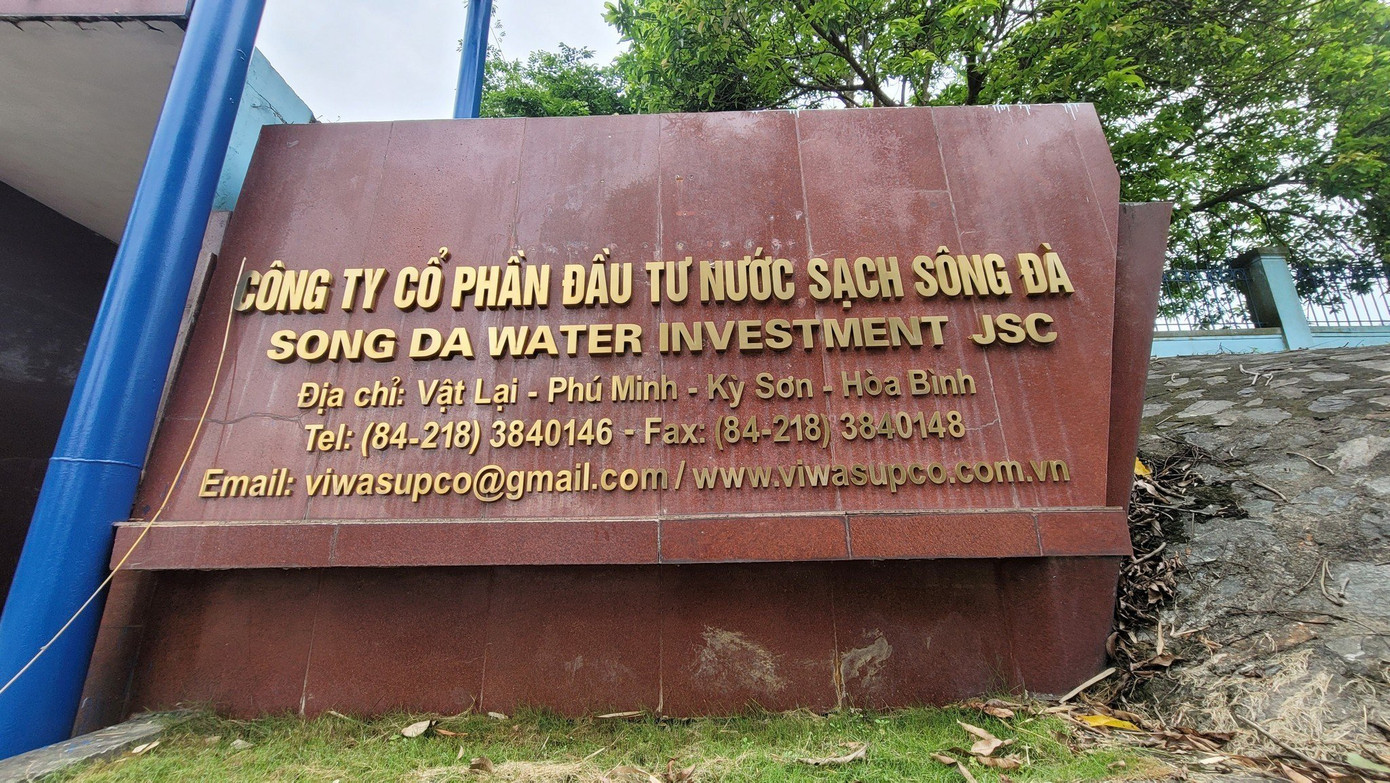 CÔNG TY CỔ PHẦN ĐẦU TƯ NƯỚC SẠCH SÔNG ĐÀ
SONG DA WATER INVESTMENT JSC
Địa chỉ: Vật Lại - Phú Minh - Kỳ Sơn - Hòa Bình
Tel: (84-218) 3840146 - Fax: (84-218) 3840148
Email: viwasupco@gmail.com / www.viwasupco.com.vn